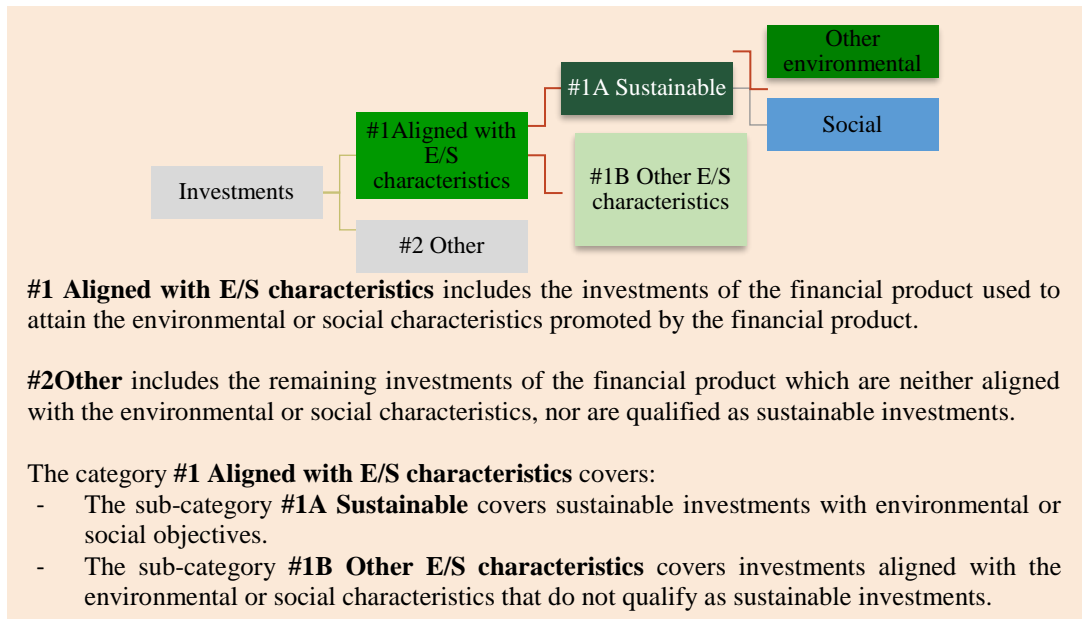 Other
environmental
#1A Sustainable
Social
#1Aligned with
E/S
characteristics
#1B Other E/S
characteristics
Investments
#2 Other
#1 Aligned with E/S characteristics includes the investments of the financial product used to
attain the environmental or social characteristics promoted by the financial product.
#2Other includes the remaining investments of the financial product which are neither aligned
with the environmental or social characteristics, nor are qualified as sustainable investments.
The category #1 Aligned with E/S characteristics covers:
- The sub-category #1A Sustainable covers sustainable investments with environmental or
social objectives.
- The sub-category #1B Other E/S characteristics covers investments aligned with the
environmental or social characteristics that do not qualify as sustainable investments.